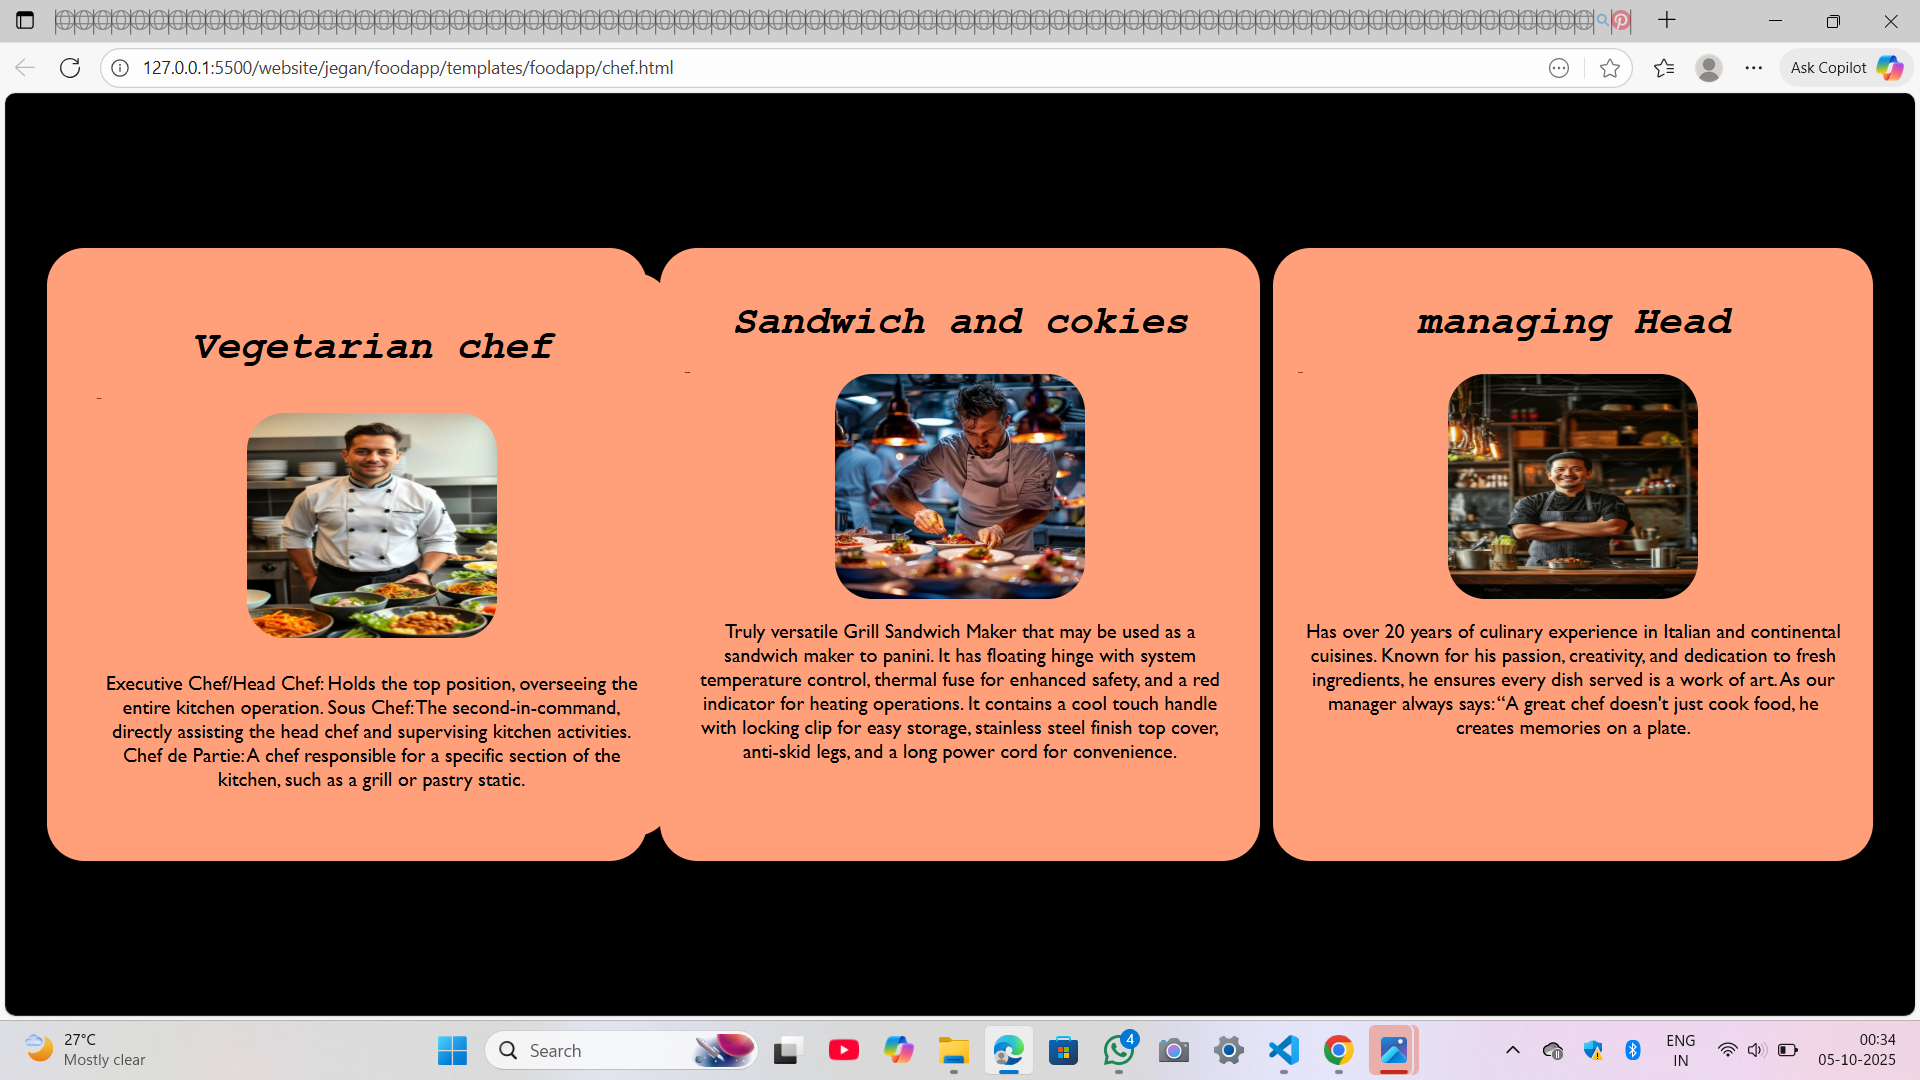 127.0.0.1:5500/website/jegan/foodapp/templates/foodapp/chef.html
Ask Copilot
Vegetarian chef
Executive Chef/Head Chef: Holds the top position, overseeing the
entire kitchen operation. Sous Chef: The second-in-command,
directly assisting the head chef and supervising kitchen activities.
Chef de Partie: A chef responsible for a specific section of the
kitchen, such as a grill or pastry static.
Sandwich and cokies
Truly versatile Grill Sandwich Maker that may be used as a
sandwich maker to panini. It has floating hinge with system
temperature control, thermal fuse for enhanced safety, and a red
indicator for heating operations. It contains a cool touch handle
with locking clip for easy storage, stainless steel finish top cover,
anti-skid legs, and a long power cord for convenience.
managing Head
Has over 20 years of culinary experience in Italian and continental
cuisines. Known for his passion, creativity, and dedication to fresh
ingredients, he ensures every dish served is a work of art. As our
manager always says: “A great chef doesn't just cook food, he
creates memories on a plate.
27°C
Mostly clear
Search
4
ENG
IN
00:34
05-10-2025